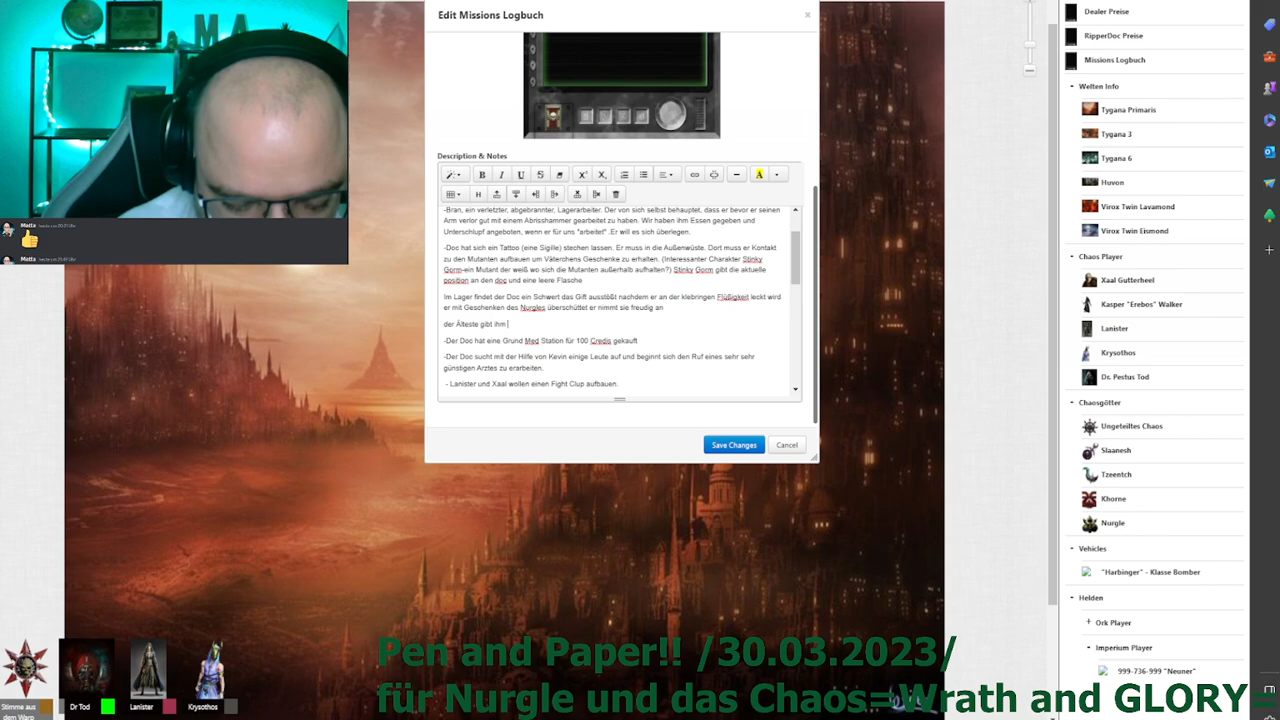 MA
Edit Missions Logbuch
×
Description & Notes
-Bran, ein verletzter, abgebrannter, Lagerarbeiter. Der von sich selbst behauptet, dass er bevor er seinen
Arm verlor gut mit einem Abrisshammer gearbeitet zu haben. Wir haben ihm Essen gegeben und
Unterschlupf angeboten, wenn er für uns "arbeitet" .Er will es sich überlegen.
-Doc hat sich ein Tattoo (eine Sigille) stechen lassen. Er muss in die Außenwüste. Dort muss er Kontakt
zu den Mutanten aufbauen um Väterchens Geschenke zu erhalten. (Interessanter Charakter Stinky
Gorm-ein Mutant der weiß wo sich die Mutanten außerhalb aufhalten?) Stinky Gorm gibt die aktuelle
position an den doc und eine leere Flasche
Im Lager findet der Doc ein Schwert das Gift ausstößt nachdem er an der klebringen Flüßigkeit leckt wird
er mit Geschenken des Nurgles überschüttet er nimmt sie freudig an
der Älteste gibt ihm
-Der Doc hat eine Grund Med Station für 100 Credis gekauft
-Der Doc sucht mit der Hilfe von Kevin einige Leute auf und beginnt sich den Ruf eines sehr sehr
günstigen Arztes zu erarbeiten.
- Lanister und Xaal wollen einen Fight Clup aufbauen.
Save Changes
Cancel
Matta
Matta
Dealer Preise
RipperDoc Preise
Missions Logbuch
Welten Info
Tygana Primaris
Tygana 3
Tygana 6
Huvon
Virox Twin Lavamond
Virox Twin Eismond
Chaos Player
Xaal Gutterheel
Kasper "Erebos" Walker
Lanister
Krysothos
Dr. Pestus Tod
Chaosgötter
Ungeteiltes Chaos
Slaanesh
Tzeentch
Khorne
Nurgle
Vehicles
"Harbinger" - Klasse Bomber
Helden
+ Ork Player
Imperium Player
999-736-999 "Neuner"
Stimme aus
dem Warp
Dr Tod
Lanister
Krysothos
Pen and Paper!! /30.03.2023/
für Nurgle und das Chaos=Wrath and GLORY=